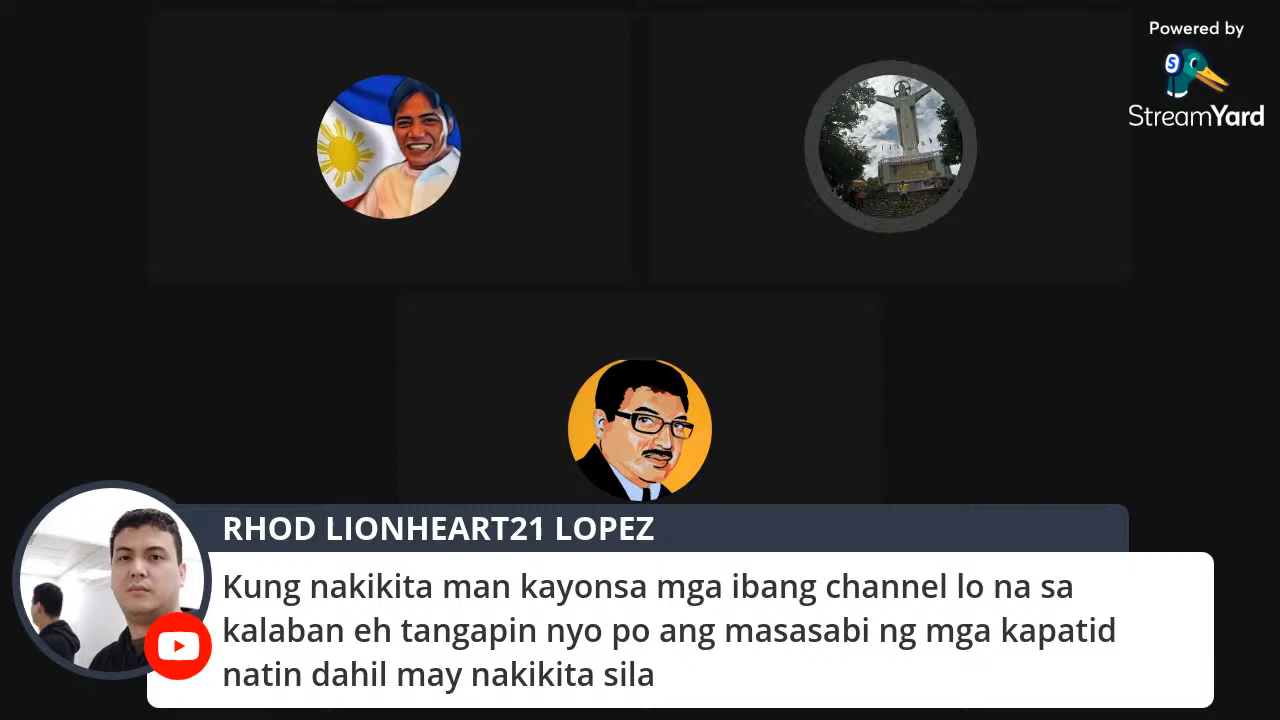 Powered by
S
StreamYard
RHOD LIONHEART21 LOPEZ
Kung nakikita man kayonsa mga ibang channel lo na sa
kalaban eh tangapin nyo po ang masasabi ng mga kapatid
natin dahil may nakikita sila